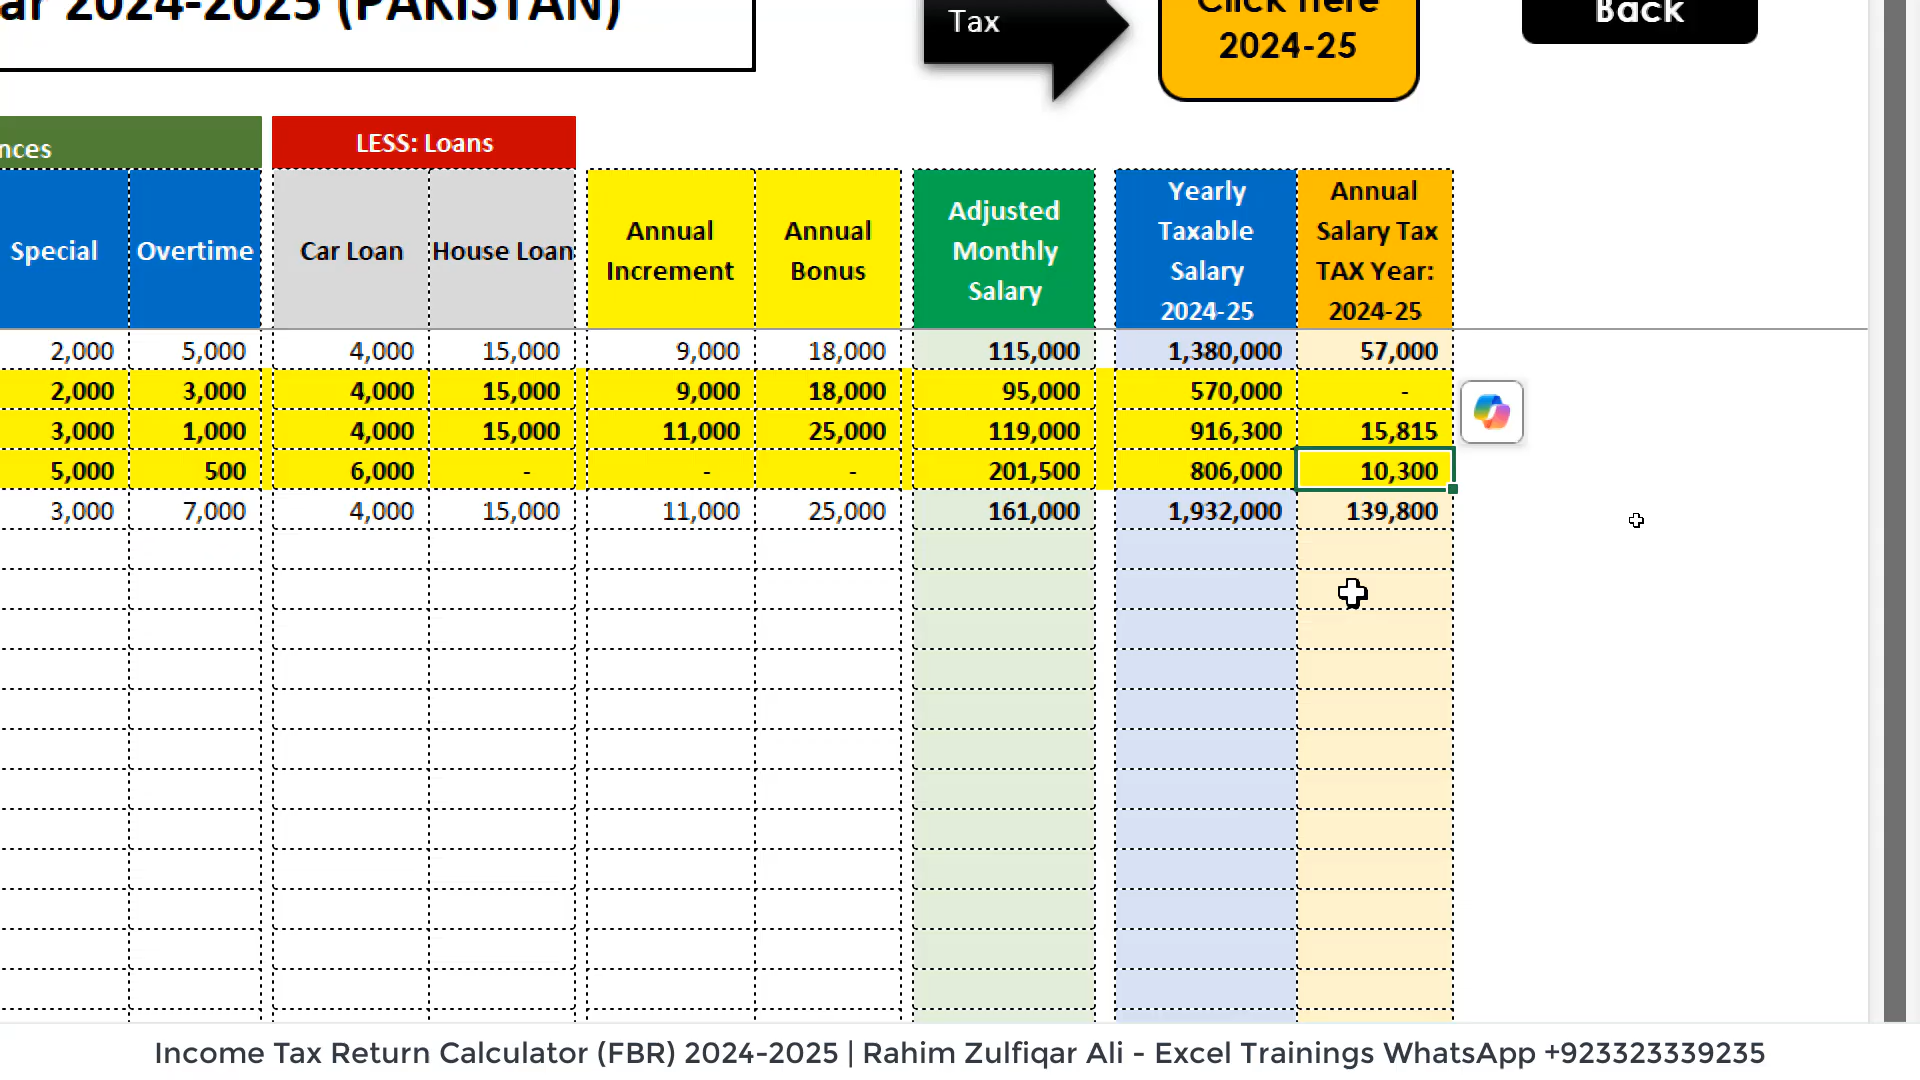 ar 2024-2025 (PAKISTAN)
Tax
Click Here
2024-25
Back
nces
LESS: Loans
Special
Overtime
Car Loan
House Loan
Annual
Increment
Annual
Bonus
Adjusted
Monthly
Salary
Yearly
Taxable
Salary
2024-25
Annual
Salary Tax
TAX Year:
2024-25
2,000 5,000 4,000 15,000 9,000 18,000 115,000 1,380,000 57,000
2,000 3,000 4,000 15,000 9,000 18,000 95,000 570,000 -
3,000 1,000 4,000 15,000 11,000 25,000 119,000 916,300 15,815
5,000 500 6,000 - - - 201,500 806,000 10,300
3,000 7,000 4,000 15,000 11,000 25,000 161,000 1,932,000 139,800
Income Tax Return Calculator (FBR) 2024-2025 | Rahim Zulfiqar Ali - Excel Trainings WhatsApp +923323339235